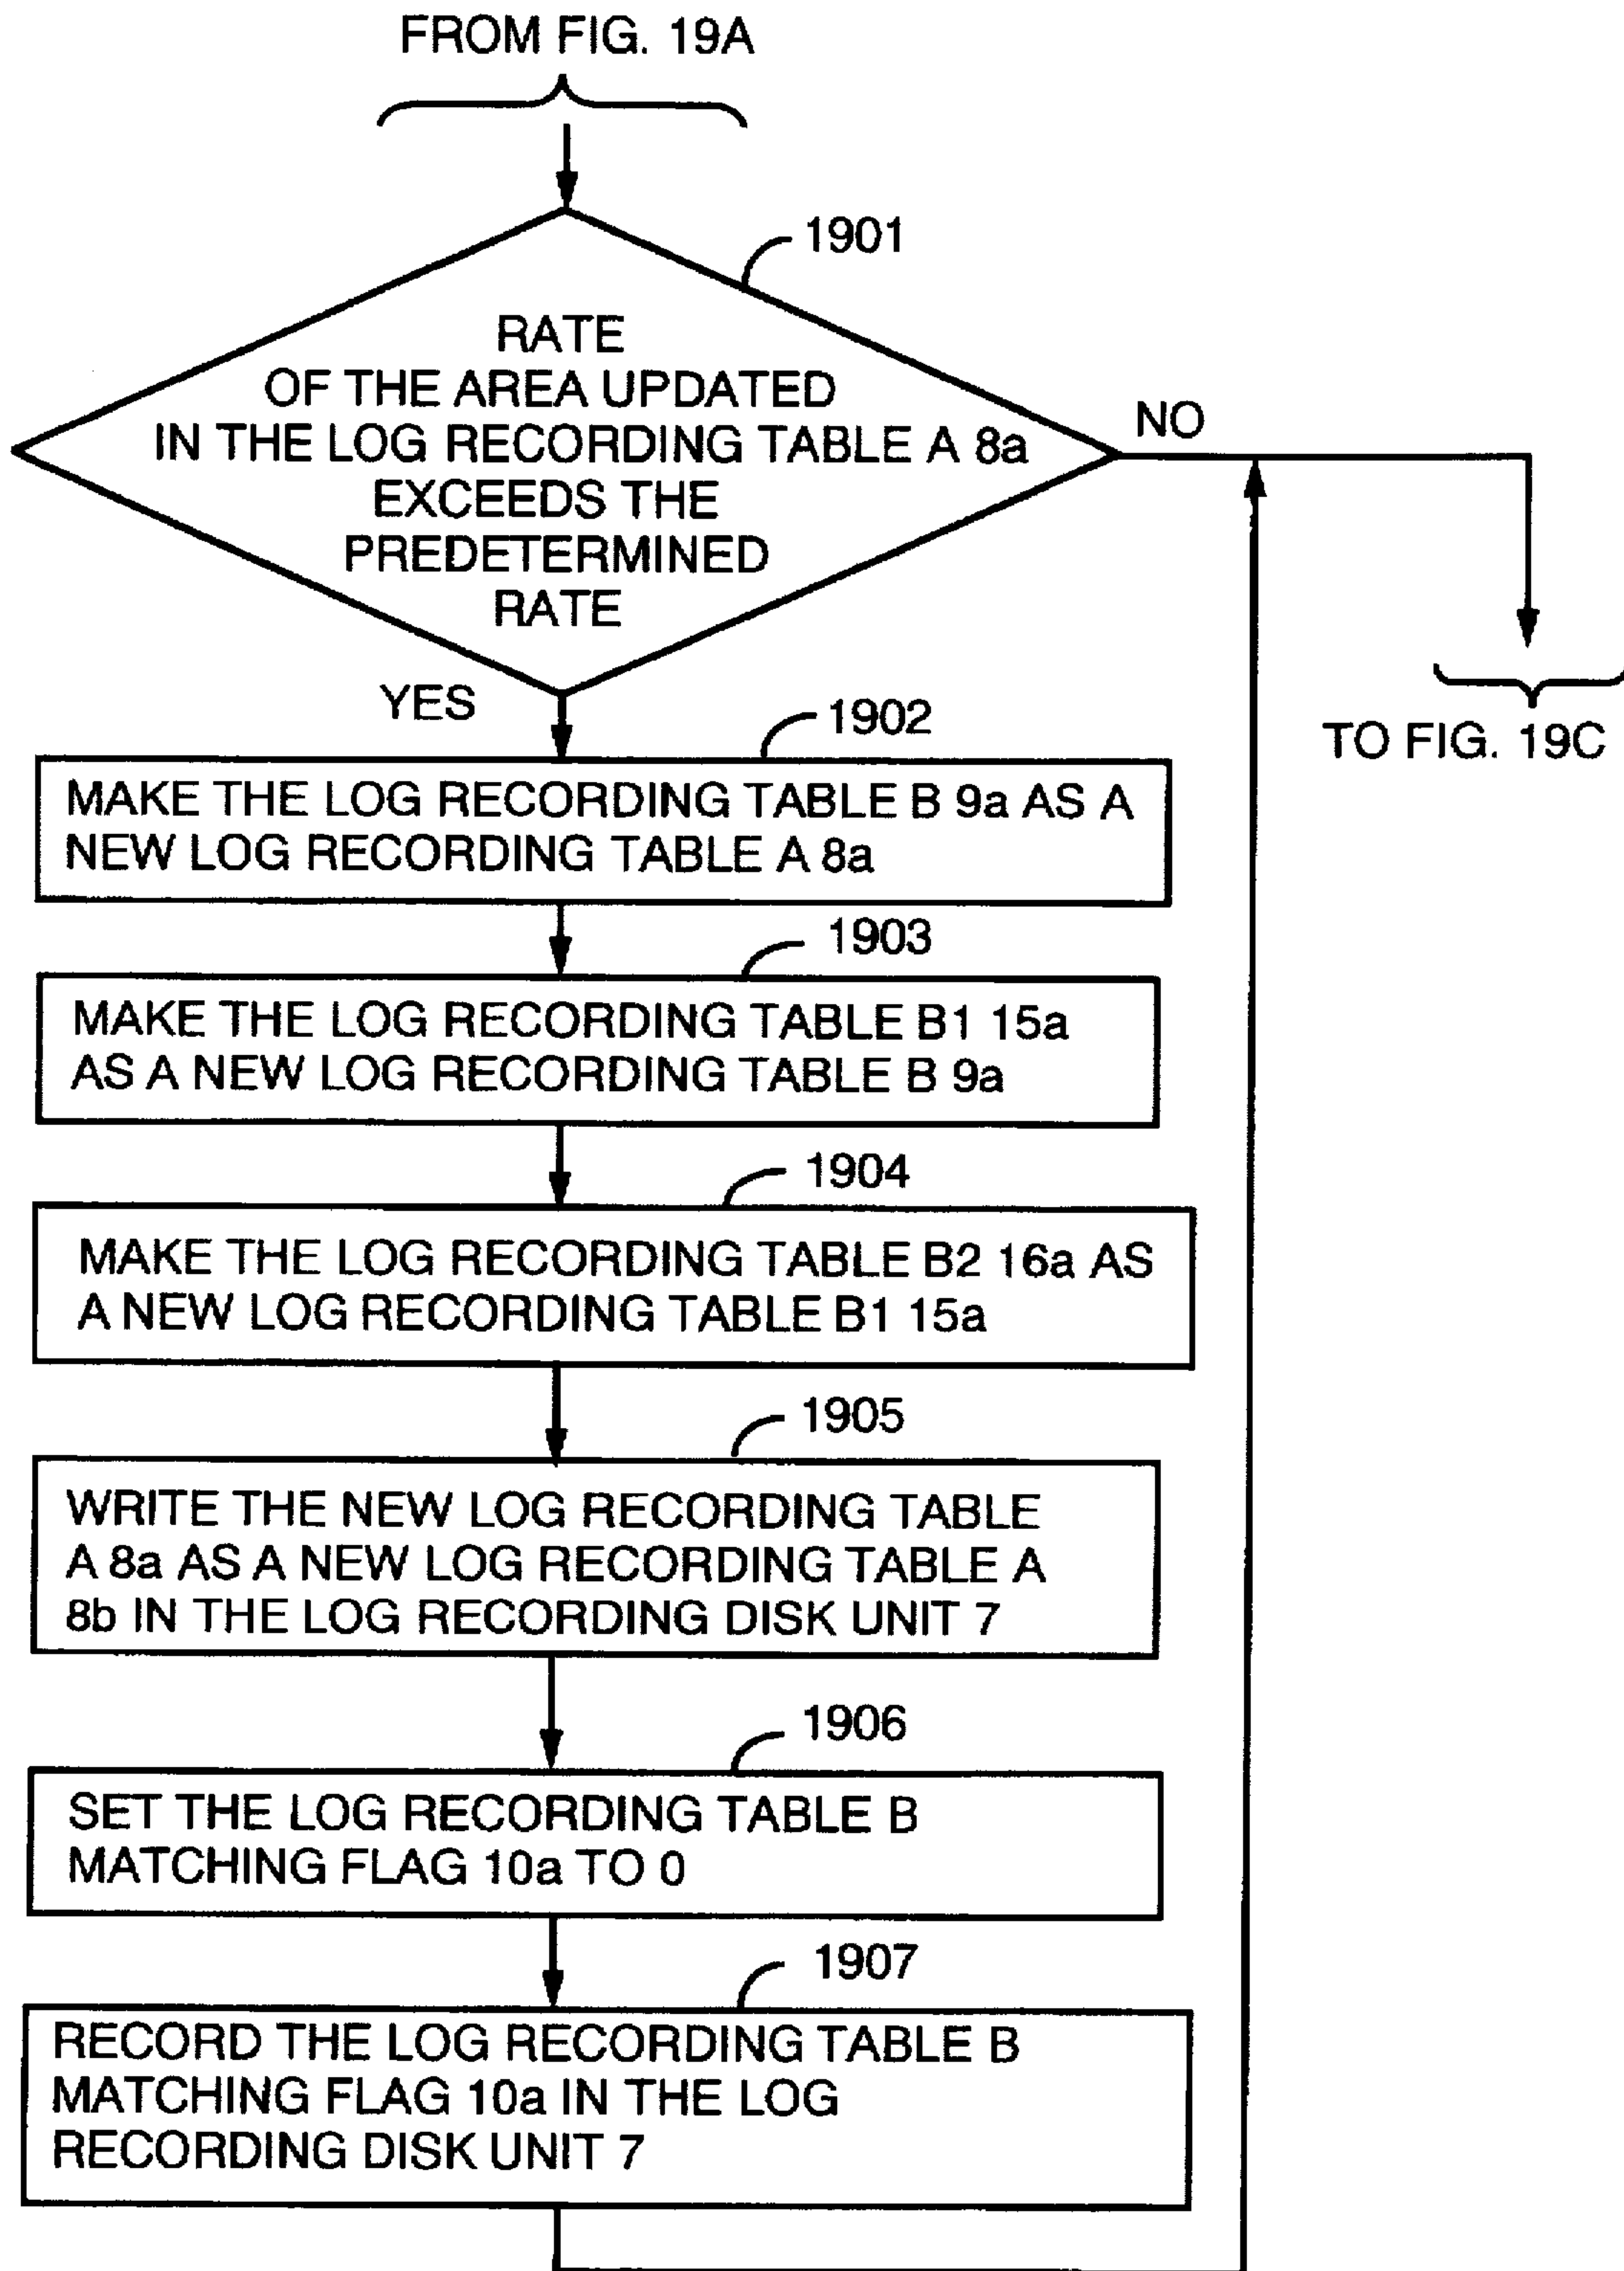 FROM FIG. 19A
1901
RATE
OF THE AREA UPDATED
IN THE LOG RECORDING TABLE A 8a
EXCEEDS THE
PREDETERMINED
RATE
NO
YES
TO FIG. 19C
1902
MAKE THE LOG RECORDING TABLE B 9a AS A
NEW LOG RECORDING TABLE A 8a
1903
MAKE THE LOG RECORDING TABLE B1 15a
AS A NEW LOG RECORDING TABLE B 9a
1904
MAKE THE LOG RECORDING TABLE B2 16a AS
A NEW LOG RECORDING TABLE B1 15a
1905
WRITE THE NEW LOG RECORDING TABLE
A 8a AS A NEW LOG RECORDING TABLE A
8b IN THE LOG RECORDING DISK UNIT 7
1906
SET THE LOG RECORDING TABLE B
MATCHING FLAG 10a TO 0
1907
RECORD THE LOG RECORDING TABLE B
MATCHING FLAG 10a IN THE LOG
RECORDING DISK UNIT 7